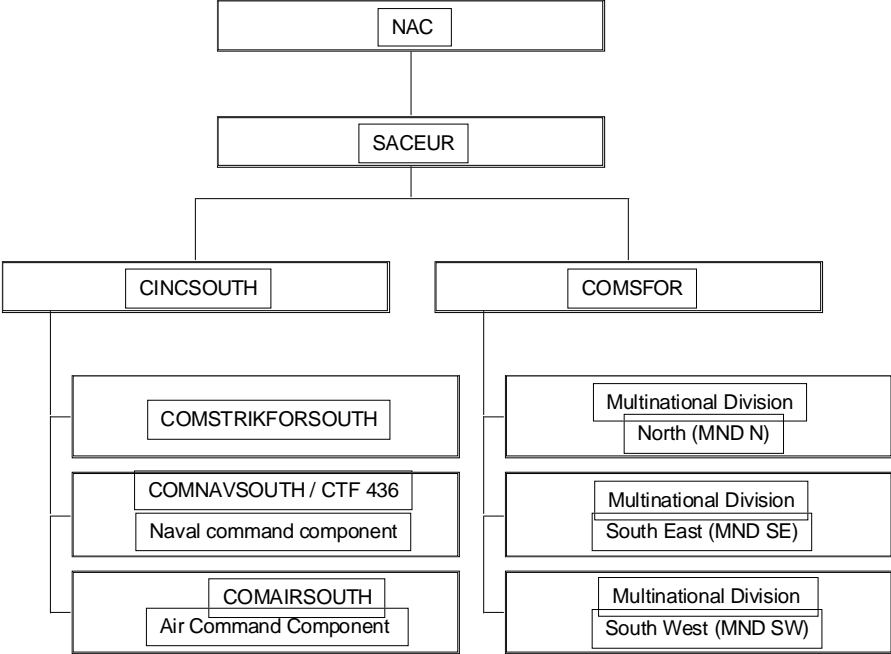 NAC
SACEUR
CINCSOUTH
COMSFOR
COMSTRIKFORSOUTH
COMNAVSOUTH / CTF 436
Naval command component
COMAIRSOUTH
Air Command Component
Multinational Division
North (MND N)
Multinational Division
South East (MND SE)
Multinational Division
South West (MND SW)